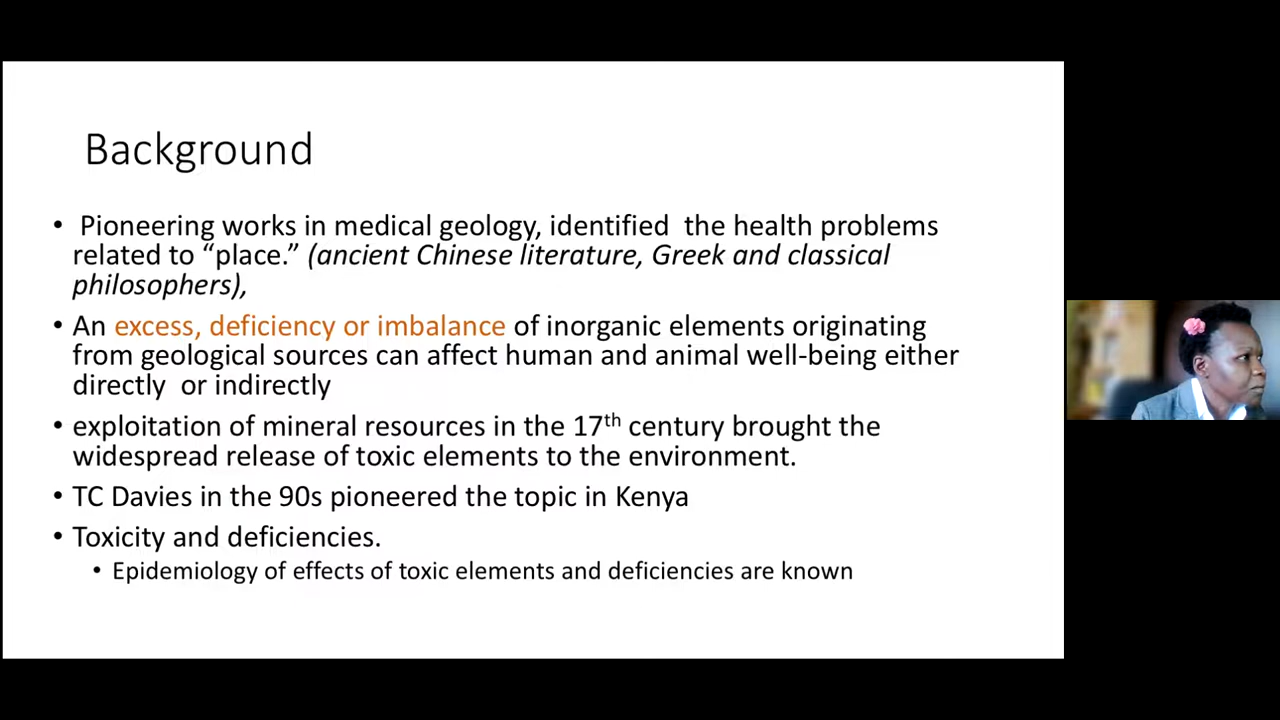 Background
• Pioneering works in medical geology, identified the health problems
related to “place.” (ancient Chinese literature, Greek and classical
philosophers),
• An excess, deficiency or imbalance of inorganic elements originating
from geological sources can affect human and animal well-being either
directly or indirectly
• exploitation of mineral resources in the 17th century brought the
widespread release of toxic elements to the environment.
• TC Davies in the 90s pioneered the topic in Kenya
• Toxicity and deficiencies.
• Epidemiology of effects of toxic elements and deficiencies are known